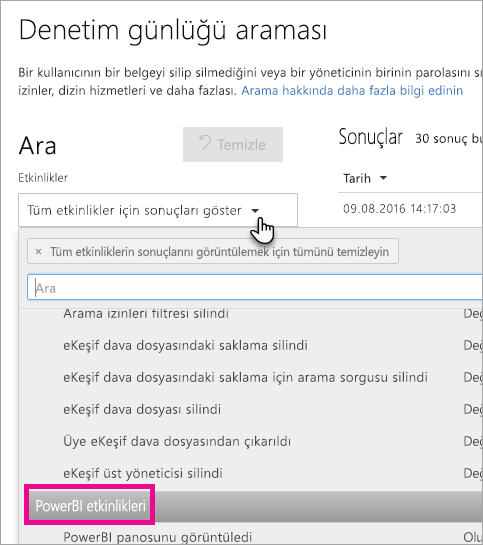 Denetim günlüğü araması
Bir kullanıcının bir belgeyi silip silmediğini veya bir yöneticinin birinin parolasını
izinler, dizin hizmetleri ve daha fazlası. Arama hakkında daha fazla bilgi edinin
Ara
Temizle
Etkinlikler
Tüm etkinlikler için sonuçları göster
Sonuçlar 30 sonuç
Tarih
09.08.2016 14:17:03
× Tüm etkinliklerin sonuçlarını görüntülemek için tümünü temizleyin
Ara
Arama izinleri filtresi silindi
eKeşif dava dosyasındaki saklama silindi
eKeşif dava dosyasındaki saklama için arama sorgusu silindi
eKeşif dava dosyası silindi
Üye eKeşif dava dosyasından çıkarıldı
eKeşif üst yöneticisi silindi
PowerBI etkinlikleri
PowerBI panosunu görüntüledi